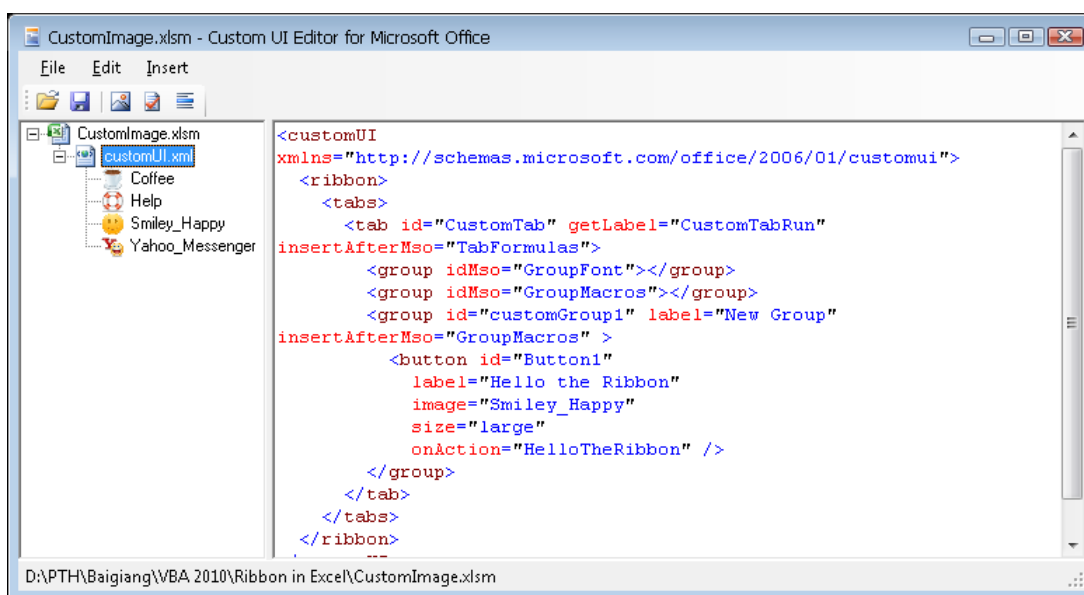 CustomImage.xlsm - Custom UI Editor for Microsoft Office
File Edit Insert
CustomImage.xlsm
customUI.xml
Coffee
Help
Smiley_Happy
Yahoo_Messenger
<customUI
xmlns="http://schemas.microsoft.com/office/2006/01/customui">
<ribbon>
<tabs>
<tab id="CustomTab" getLabel="CustomTabRun"
insertAfterMso="TabFormulas">
<group idMso="GroupFont"></group>
<group idMso="GroupMacros"></group>
<group id="customGroup1" label="New Group"
insertAfterMso="GroupMacros" >
<button id="Button1"
label="Hello the Ribbon"
image="Smiley_Happy"
size="large"
onAction="HelloTheRibbon" />
</group>
</tab>
</tabs>
</ribbon>
D:\PTH\Baigiang\VBA 2010\Ribbon in Excel\CustomImage.xlsm